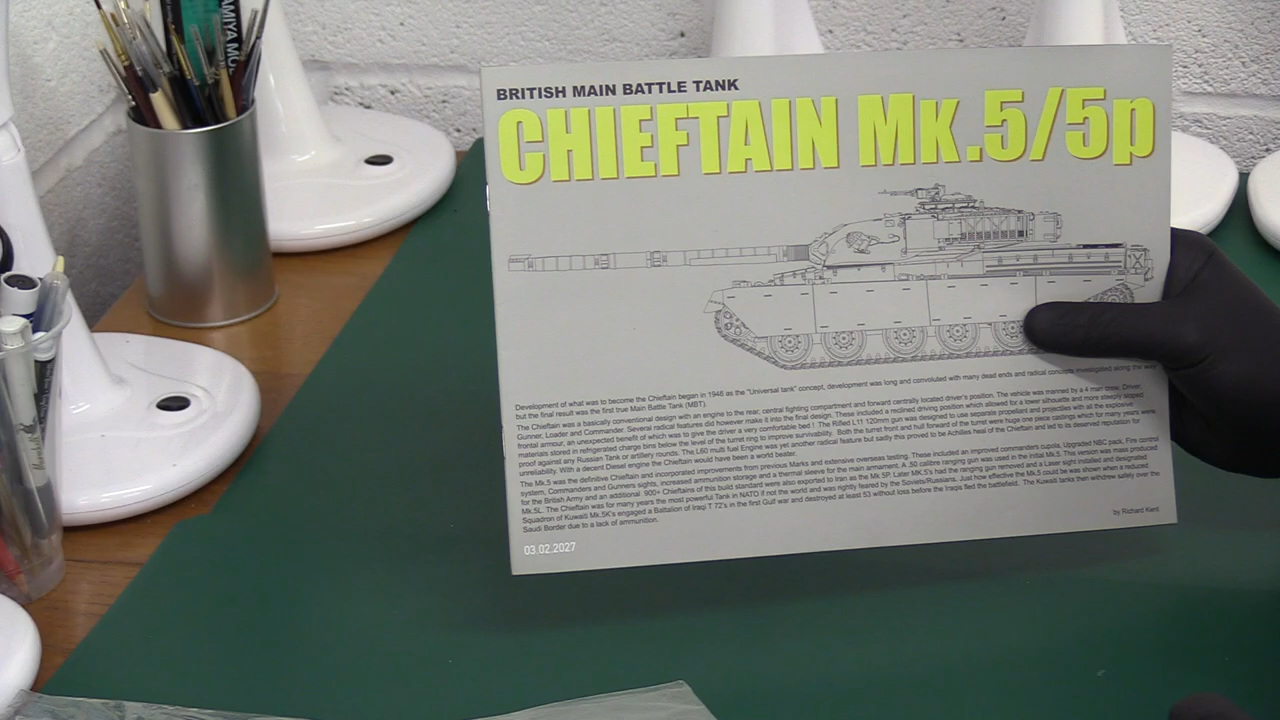 TAMIYA MO
BRITISH MAIN BATTLE TANK
CHIEFTAIN MK.5/5p
Development of what was to become the Chieftain began in 1948 as the "Universal tank" concept, development was long and convoluted with many dead ends and radical concepts investigated along the way
but the final result was the first true Main Battle Tank (MBT).
The Chieftain was a basically conventional design with an engine to the rear, central fighting compartment and forward centrally located driver's position. The vehicle was manned by a 4 man crew. Driver,
Gunner, Loader and Commander. Several radical features did however make it into the final design. These included a reclined driving position which allowed for a lower silhouette and more steeply sloped
frontal armour, an unexpected benefit of which was to give the driver a very comfortable bed ! The Rifled L11 120mm gun was designed to use separate propellant and projectiles with all the explosive
materials stored in refrigerated charge bins below the level of the turret ring to improve survivability. Both the turret front and hull forward of the turret were huge one piece castings which for many years were
proof against any Russian Tank or artillery rounds. The L60 multi fuel Engine was yet another radical feature but sadly this proved to be Achilles heal of the Chieftain and led to its deserved reputation for
unreliability. With a decent Diesel engine the Chieftain would have been a world beater.
The Mk.5 was the definitive Chieftain and incorporated improvements from previous Marks and extensive overseas testing. These included an improved commanders cupola, Upgraded NBC pack, Fire control
system, Commanders and Gunners sights, increased ammunition storage and a thermal sleeve for the main armament. A .50 calibre ranging gun was used in the initial Mk.5. This version was mass produced
for the British Army and an additional 900+ Chieftains of this build standard were also exported to Iran as the Mk 5P. Later MK.5's had the ranging gun removed and a Laser sight installed and designated
Mk.5L. The Chieftain was for many years the most powerful Tank in NATO if not the world and was rightly feared by the Soviets/Russians. Just how effective the Mk.5 could be was shown when a reduced
Squadron of Kuwaiti Mk.5K's engaged a Battalion of Iraqi T 72's in the first Gulf war and destroyed at least 53 without loss before the Iraqis fled the battlefield. The Kuwaiti tanks then withdrew safely over the
Saudi Border due to a lack of ammunition.
by Richard Kent
03.02.2027